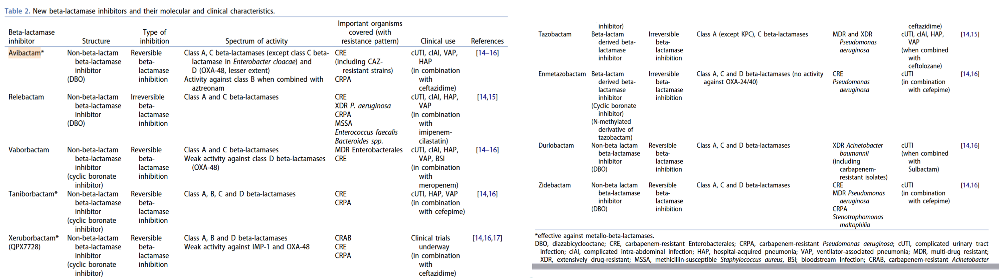 Table 2. New beta-lactamase inhibitors and their molecular and clinical characteristics.
Beta-lactamase inhibitor | Structure | Type of inhibition | Spectrum of activity | Important organisms covered (with resistance pattern) | Clinical use | References
Avibactam* | Non-beta-lactam beta-lactamase inhibitor (DBO) | Reversible beta-lactamase inhibition | Class A, C beta-lactamases (except class C beta-lactamase in Enterobacter cloacae) and D (OXA-48, lesser extent) Activity against class B when combined with aztreonam | CRE (including CAZ-resistant strains) CRPA | cUTI, cIAI, VAP, HAP (in combination with ceftazidime) | [14–16]
Relebactam | Non-beta-lactam beta-lactamase inhibitor (DBO) | Irreversible beta-lactamase inhibition | Class A and C beta-lactamases | CRE XDR P. aeruginosa CRPA MSSA Enterococcus faecalis Bacteroides spp. | cUTI, cIAI, HAP, VAP (in combination with imipenem-cilastatin) | [14,15]
Vaborbactam | Non-beta-lactam beta-lactamase inhibitor (cyclic boronate inhibitor) | Reversible beta-lactamase inhibition | Class A and C beta-lactamases Weak activity against class D beta-lactamases (OXA-48) | MDR Enterobacterales CRE | cUTI, cIAI, HAP, VAP, BSI (in combination with meropenem) | [14–16]
Taniborbactam* | Non-beta-lactam beta-lactamase inhibitor (cyclic boronate inhibitor) | Reversible beta-lactamase inhibition | Class A, B, C and D beta-lactamases | CRE CRPA | cUTI, HAP, VAP (in combination with cefepime) | [14,16]
Xeruborbactam* (QPX7728) | Non-beta-lactam beta-lactamase inhibitor (cyclic boronate inhibitor) | Reversible beta-lactamase inhibition | Class A, B and D beta-lactamases Weak activity against IMP-1 and OXA-48 | CRAB CRE CRPA | Clinical trials underway (in combination with ceftazidime) | [14,16,17]
inhibitor) | ceftazidime)
Tazobactam | Beta-lactam derived beta-lactamase inhibitor | Irreversible beta-lactamase inhibition | Class A (except KPC), C beta-lactamases | MDR and XDR Pseudomonas aeruginosa | cUTI, cIAI, HAP, VAP (when combined with ceftolozane) | [14,15]
Enmetazobactam | Beta-lactam derived beta-lactamase inhibitor (Cyclic boronate inhibitor) (N-methylated derivative of tazobactam) | Irreversible beta-lactamase inhibition | Class A, C and D beta-lactamases (no activity against OXA-24/40) | CRE Pseudomonas aeruginosa | cUTI (in combination with cefepime) | [14,16]
Durlobactam | Non-beta lactam beta-lactamase inhibitor (DBO) | Reversible beta-lactamase inhibition | Class A, C and D beta-lactamases | XDR Acinetobacter baumannii (including carbapenem-resistant isolates) | cUTI (when combined with Sulbactam) | [14,16]
Zidebactam | Non-beta lactam beta-lactamase inhibitor (DBO) | Reversible beta-lactamase inhibition | Class A, C and D beta-lactamases | CRE MDR Pseudomonas aeruginosa CRPA Stenotrophomonas maltophilia | cUTI (in combination with cefepime) | [14,16]
*effective against metallo-beta-lactamases.
DBO, diazabicyclooctane; CRE, carbapenem-resistant Enterobacterales; CRPA, carbapenem-resistant Pseudomonas aeruginosa; cUTI, complicated urinary tract
infection; cIAI, complicated intra-abdominal infection; HAP, hospital-acquired pneumonia; VAP, ventilator-associated pneumonia; MDR, multi-drug resistant;
XDR, extensively drug-resistant; MSSA, methicillin-susceptible Staphylococcus aureus, BSI; bloodstream infection; CRAB, carbapenem-resistant Acinetobacter